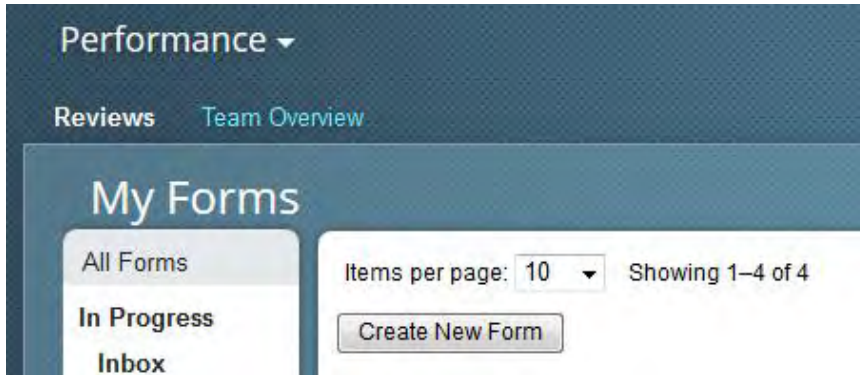 Performance
Reviews Team Overview
My Forms
All Forms
Items per page: 10 Showing 1–4 of 4
In Progress
Create New Form
Inbox